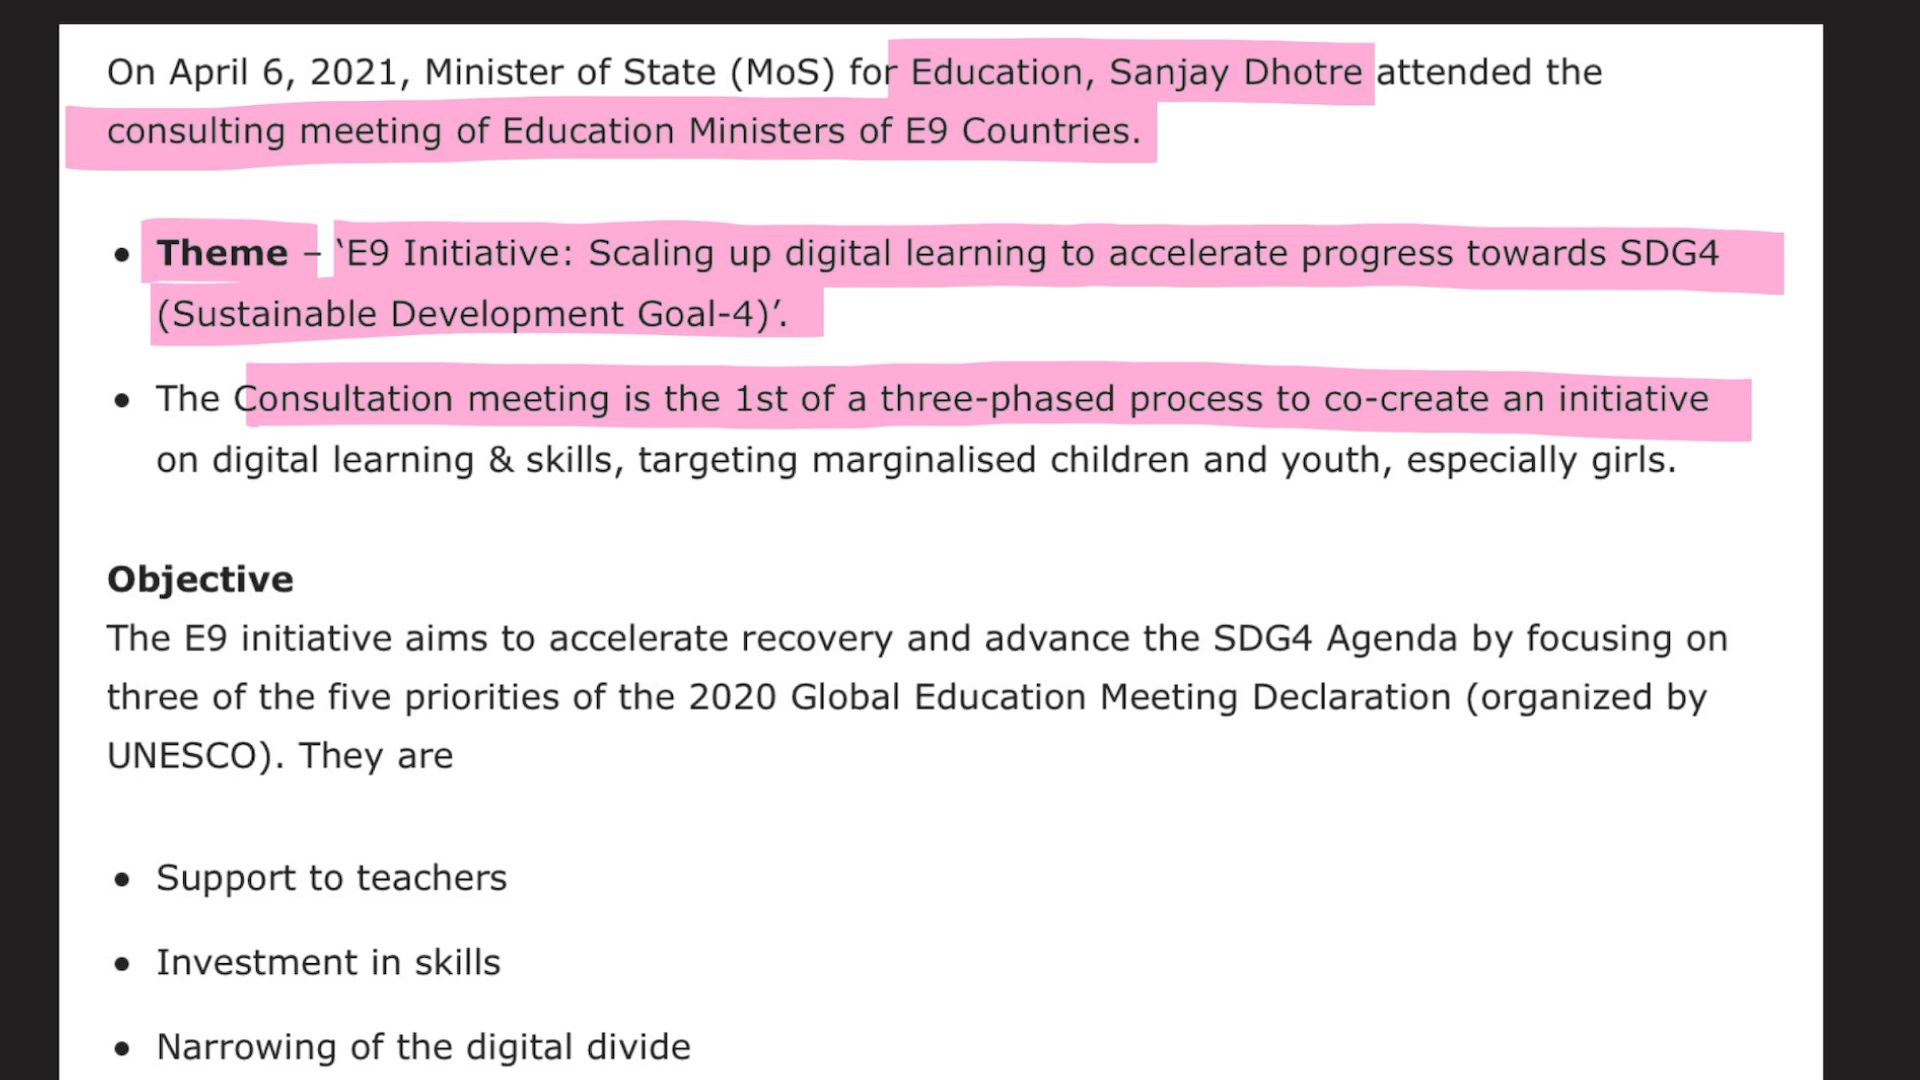 On April 6, 2021, Minister of State (MoS) for Education, Sanjay Dhotre attended the
consulting meeting of Education Ministers of E9 Countries.
• Theme – ‘E9 Initiative: Scaling up digital learning to accelerate progress towards SDG4
(Sustainable Development Goal-4)’.
• The Consultation meeting is the 1st of a three-phased process to co-create an initiative
on digital learning & skills, targeting marginalised children and youth, especially girls.
Objective
The E9 initiative aims to accelerate recovery and advance the SDG4 Agenda by focusing on
three of the five priorities of the 2020 Global Education Meeting Declaration (organized by
UNESCO). They are
• Support to teachers
• Investment in skills
• Narrowing of the digital divide